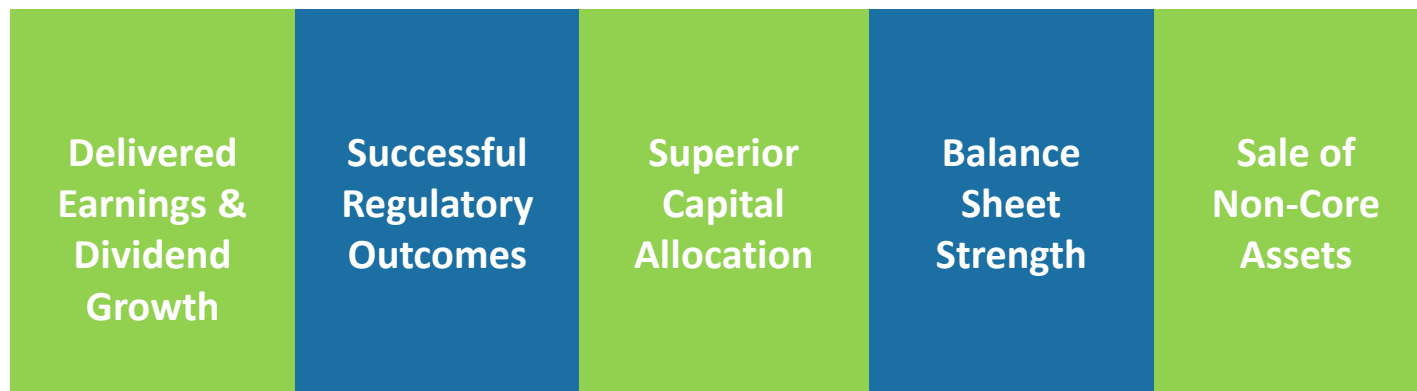 Delivered
Earnings &
Dividend
Growth
Successful
Regulatory
Outcomes
Superior
Capital
Allocation
Balance
Sheet
Strength
Sale of
Non-Core
Assets